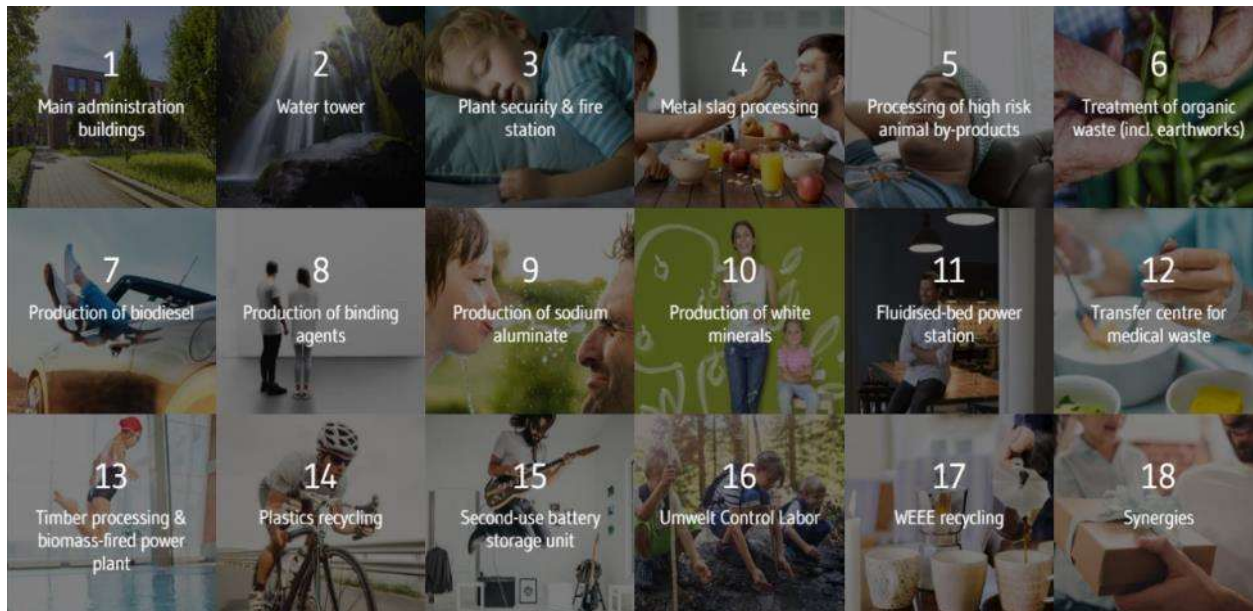 1
Main administration
buildings
2
Water tower
3
Plant security & fire
station
4
Metal slag processing
5
Processing of high risk
animal by-products
6
Treatment of organic
waste (incl. earthworks)
7
Production of biodiesel
8
Production of binding
agents
9
Production of sodium
aluminate
10
Production of white
minerals
11
Fluidised-bed power
station
12
Transfer centre for
medical waste
13
Timber processing &
biomass-fired power
plant
14
Plastics recycling
15
Second-use battery
storage unit
16
Umwelt Control Labor
17
WEEE recycling
18
Synergies